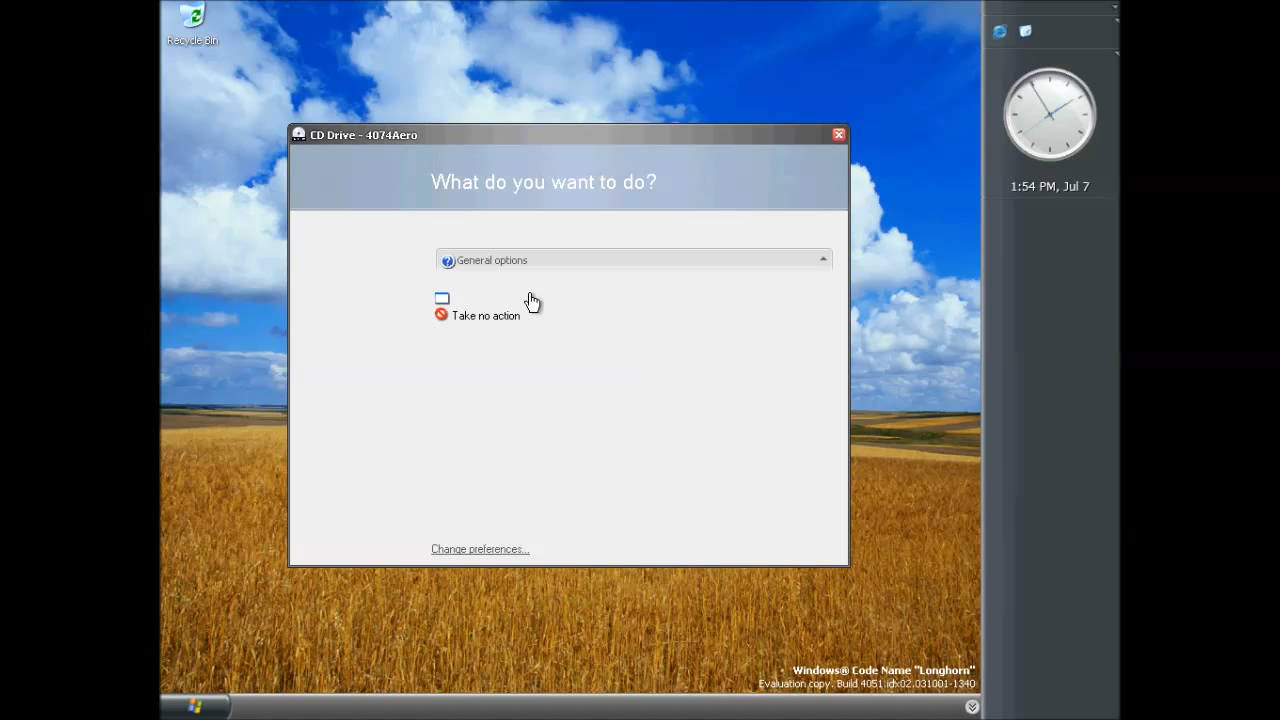 Recycle Bin
CD Drive - 4074Aero
What do you want to do?
General options
Take no action
Change preferences...
1:54 PM, Jul 7
Windows® Code Name "Longhorn"
Evaluation copy. Build 4051.idx02.031001-1340